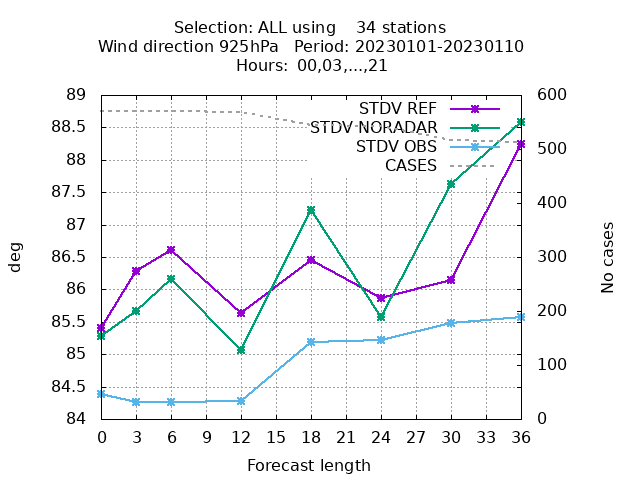 Selection: ALL using 34 stations
Wind direction 925hPa Period: 20230101-20230110
Hours: 00,03,...,21
STDV REF
STDV NORADAR
STDV OBS
CASES
89
88.5
88
87.5
87
86.5
86
85.5
85
84.5
84
600
500
400
300
200
100
0
deg
No cases
0 3 6 9 12 15 18 21 24 27 30 33 36
Forecast length